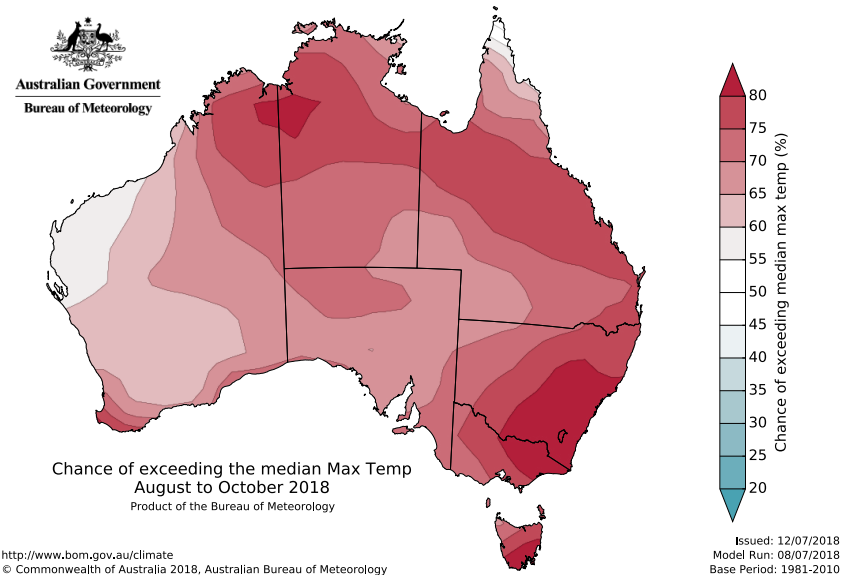 Australian Government
Bureau of Meteorology
80
75
70
65
60
55
50
45
40
35
30
25
20
Chance of exceeding median max temp (%)
Chance of exceeding the median Max Temp
August to October 2018
Product of the Bureau of Meteorology
http://www.bom.gov.au/climate
© Commonwealth of Australia 2018, Australian Bureau of Meteorology
Issued: 12/07/2018
Model Run: 08/07/2018
Base Period: 1981-2010